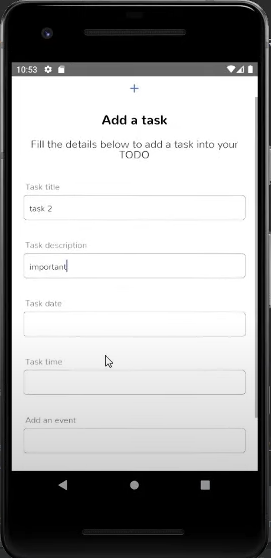 10:53
+
Add a task
Fill the details below to add a task into your
TODO
Task title
task 2
Task description
important
Task date
Task time
Add an event